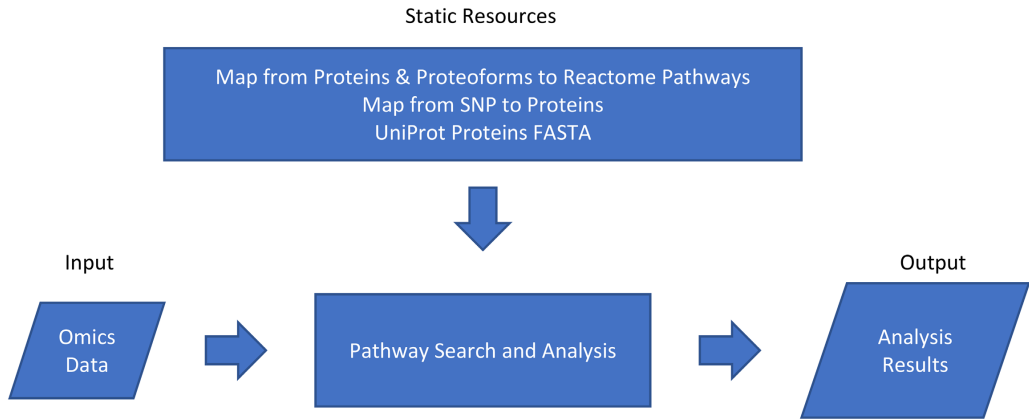 Static Resources
Map from Proteins & Proteoforms to Reactome Pathways
Map from SNP to Proteins
UniProt Proteins FASTA
Input
Output
Omics
Data
Pathway Search and Analysis
Analysis
Results